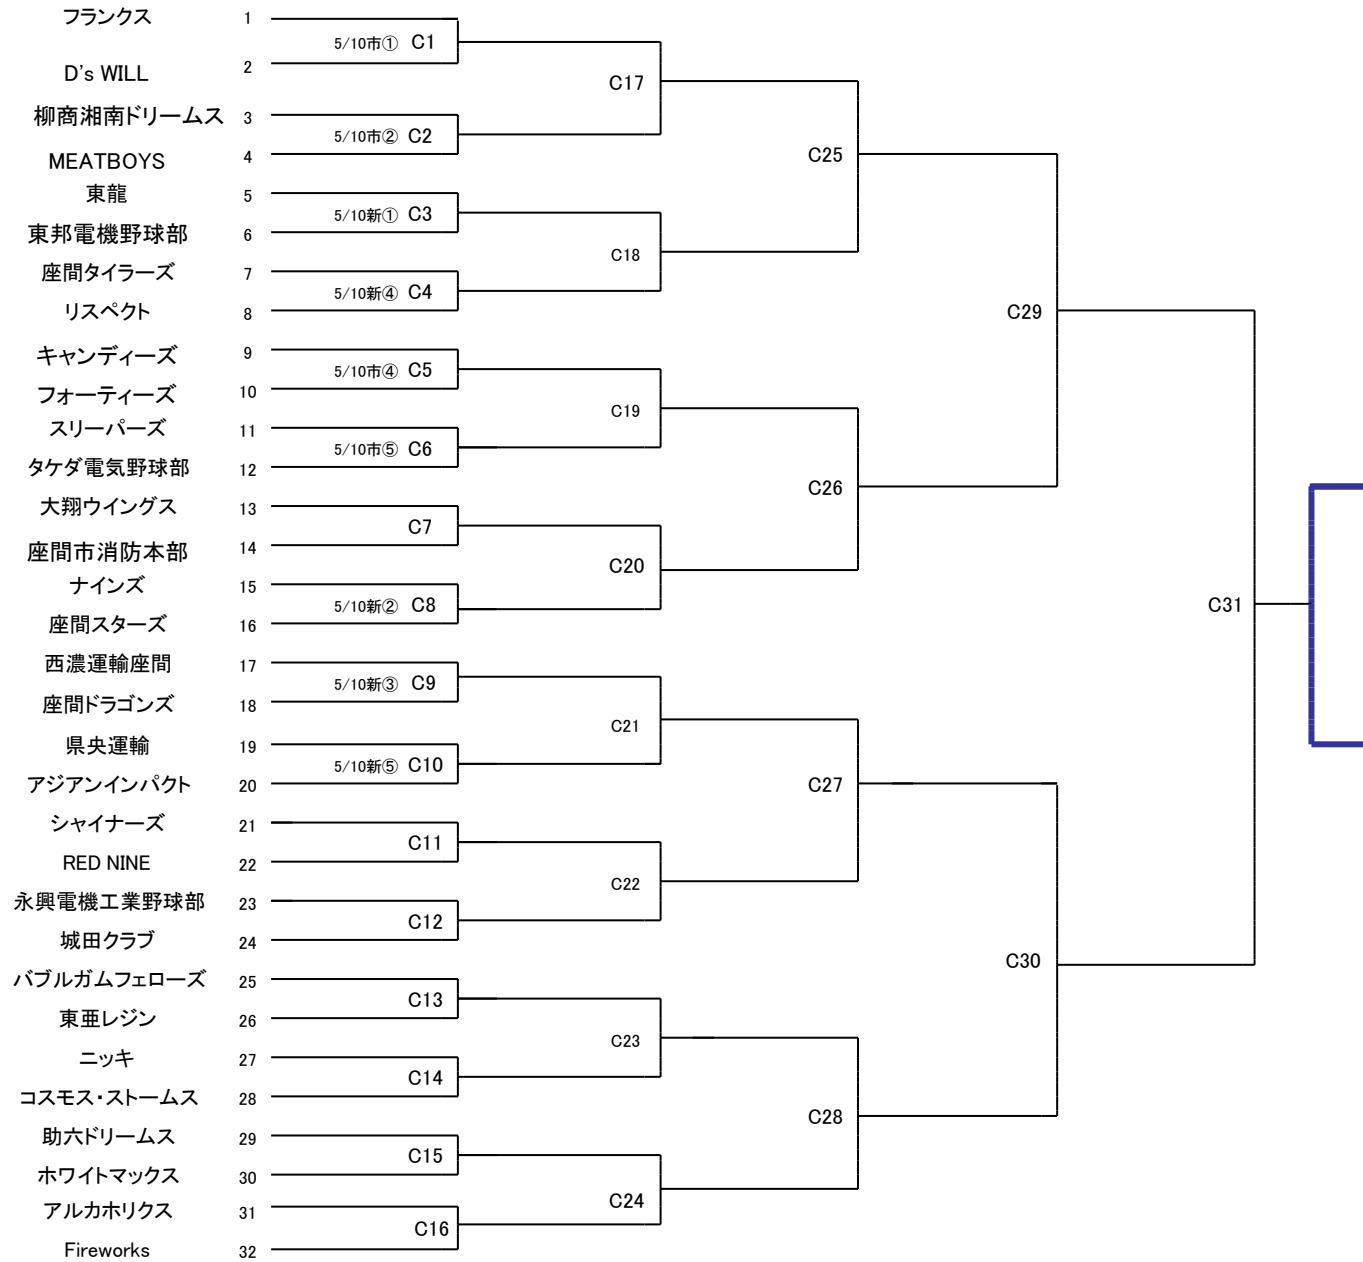 フランクス 1
5/10市① C1
D's WILL 2
C17
柳商湘南ドリームス 3
5/10市② C2
MEATBOYS 4
C25
東龍 5
5/10新① C3
東邦電機野球部 6
C18
座間タイラーズ 7
5/10新④ C4
リスペクト 8
C29
キャンディーズ 9
5/10市④ C5
フォーティーズ 10
C19
スリーパーズ 11
5/10市⑤ C6
タケダ電気野球部 12
C26
大翔ウイングス 13
C7
座間市消防本部 14
C20
ナインズ 15
5/10新② C8
座間スターズ 16
C31
西濃運輸座間 17
5/10新③ C9
座間ドラゴンズ 18
C21
県央運輸 19
5/10新⑤ C10
アジアンインパクト 20
C27
シャイナーズ 21
C11
RED NINE 22
C22
永興電機工業野球部 23
C12
城田クラブ 24
C30
バブルガムフェローズ 25
C13
東亜レジン 26
C23
ニッキ 27
C14
コスモス・ストームス 28
C28
助六ドリームス 29
C15
ホワイトマックス 30
C24
アルカホリクス 31
C16
Fireworks 32